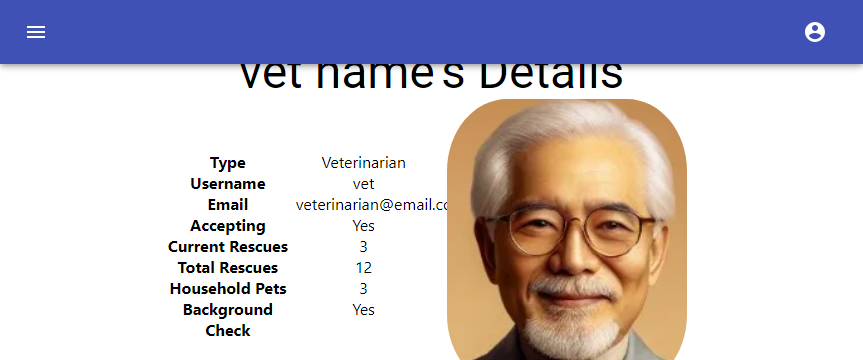 vet name's Details
Type Veterinarian
Username vet
Email veterinarian@email.co
Accepting Yes
Current Rescues 3
Total Rescues 12
Household Pets 3
Background Yes
Check